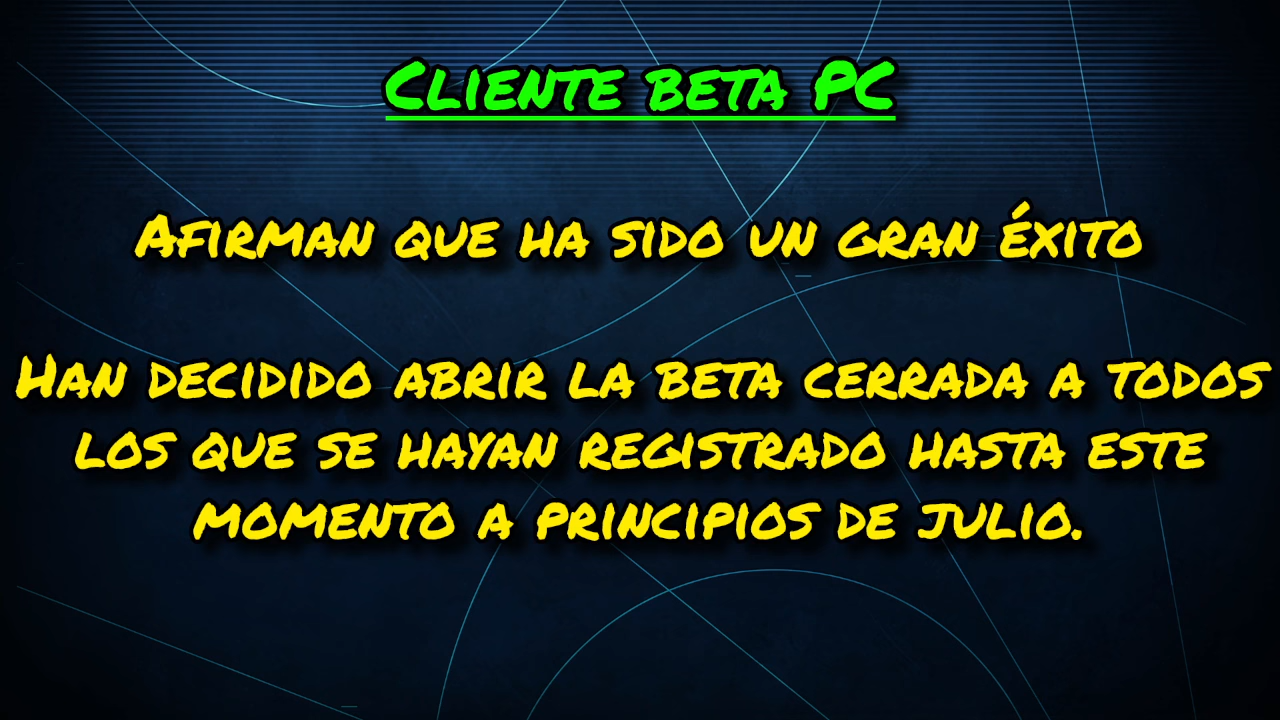 Cliente beta PC
Afirman que ha sido un gran éxito
Han decidido abrir la beta cerrada a todos
los que se hayan registrado hasta este
momento a principios de julio.